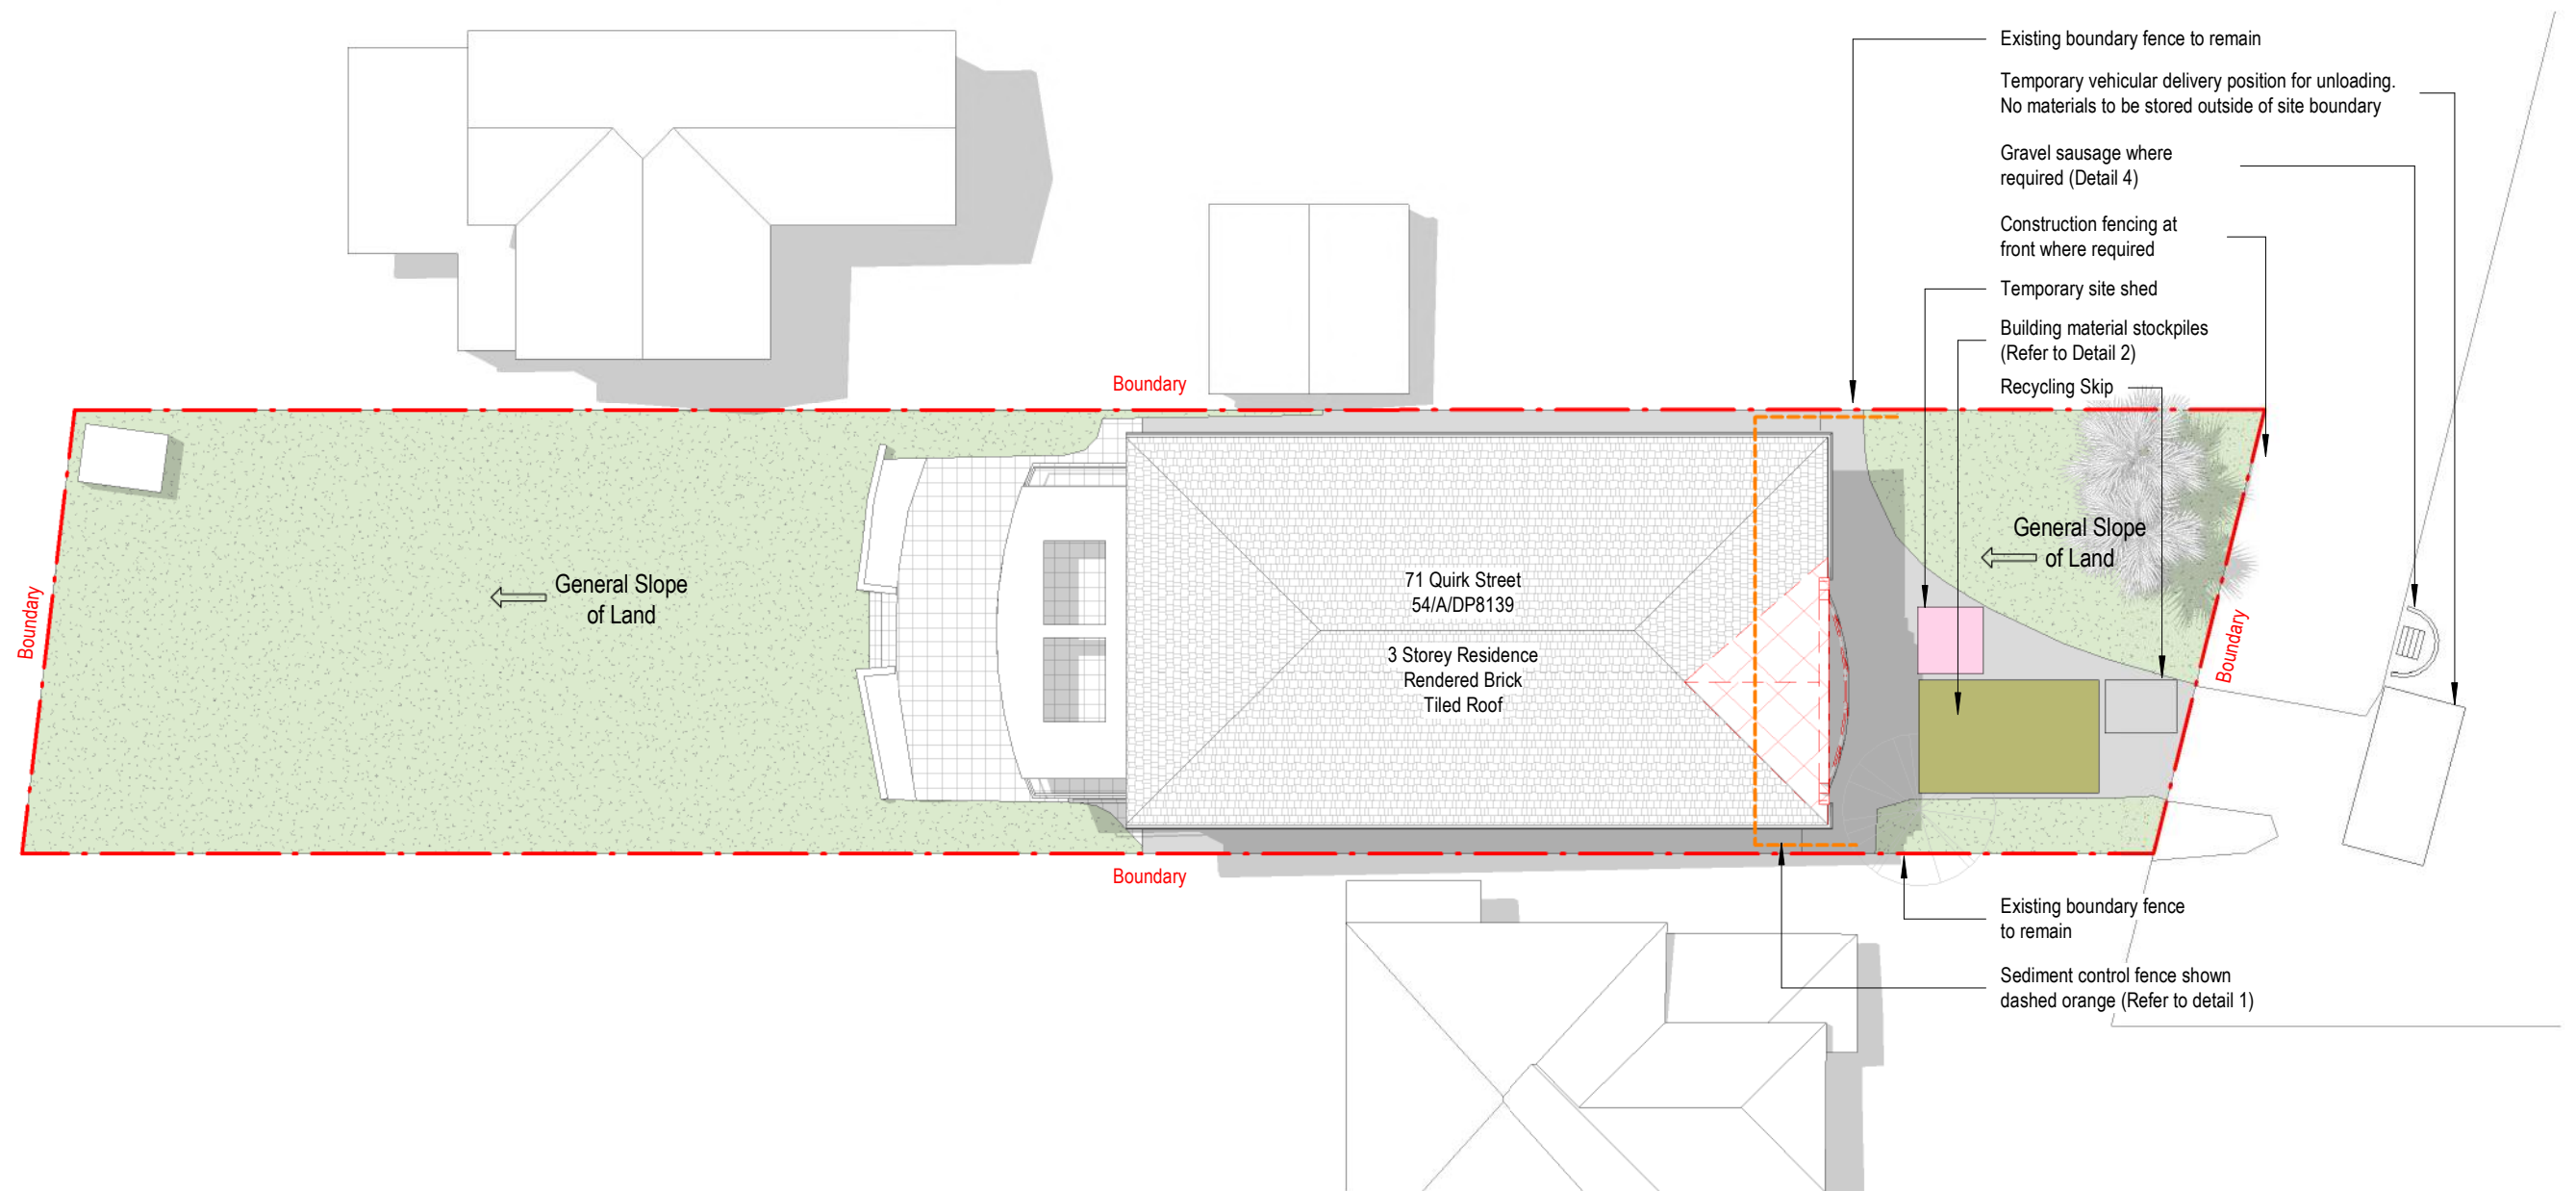 Existing boundary fence to remain
Temporary vehicular delivery position for unloading.
No materials to be stored outside of site boundary
Gravel sausage where
required (Detail 4)
Construction fencing at
front where required
Temporary site shed
Building material stockpiles
(Refer to Detail 2)
Recycling Skip
Boundary
General Slope
of Land
General Slope
of Land
Boundary
71 Quirk Street
54/A/DP8139
3 Storey Residence
Rendered Brick
Tiled Roof
Boundary
Boundary
Existing boundary fence
to remain
Sediment control fence shown
dashed orange (Refer to detail 1)